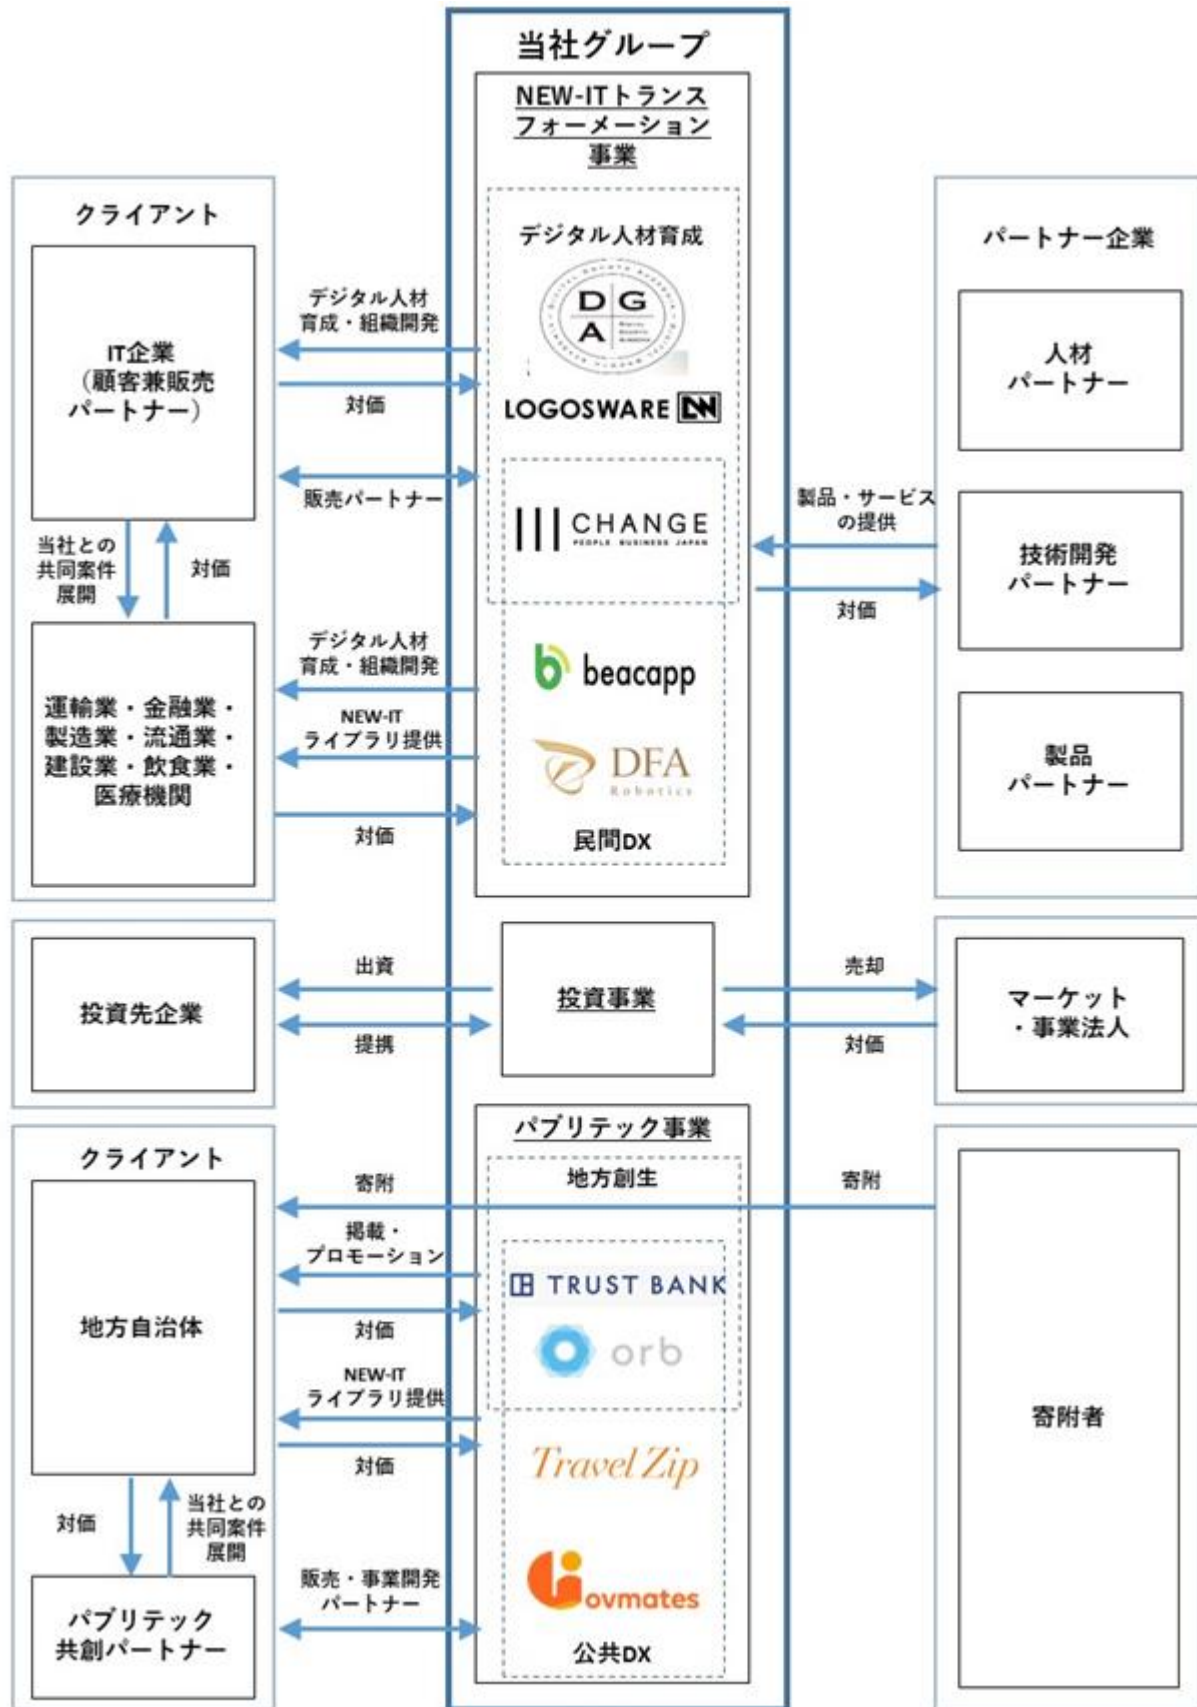 当社グループ
NEW-ITトランス
フォーメーション
事業
クライアント
IT企業
（顧客兼販売
パートナー）
当社との
共同案件
展開
対価
運輸業・金融業・
製造業・流通業・
建設業・飲食業・
医療機関
デジタル人材
育成・組織開発
対価
販売パートナー
デジタル人材
育成・組織開発
NEW-IT
ライブラリ提供
対価
デジタル人材育成
D G
A
LOGOSWARE
CHANGE
PEOPLE BUSINESS JAPAN
beacapp
DFA
Robotics
民間DX
製品・サービス
の提供
対価
パートナー企業
人材
パートナー
技術開発
パートナー
製品
パートナー
投資先企業
出資
提携
投資事業
売却
対価
マーケット
・事業法人
パブリテック事業
クライアント
地方自治体
対価
当社との
共同案件
展開
パブリテック
共創パートナー
寄附
掲載・
プロモーション
対価
NEW-IT
ライブラリ提供
対価
販売・事業開発
パートナー
地方創生
TRUST BANK
orb
Travel Zip
Govmates
公共DX
寄附
寄附者